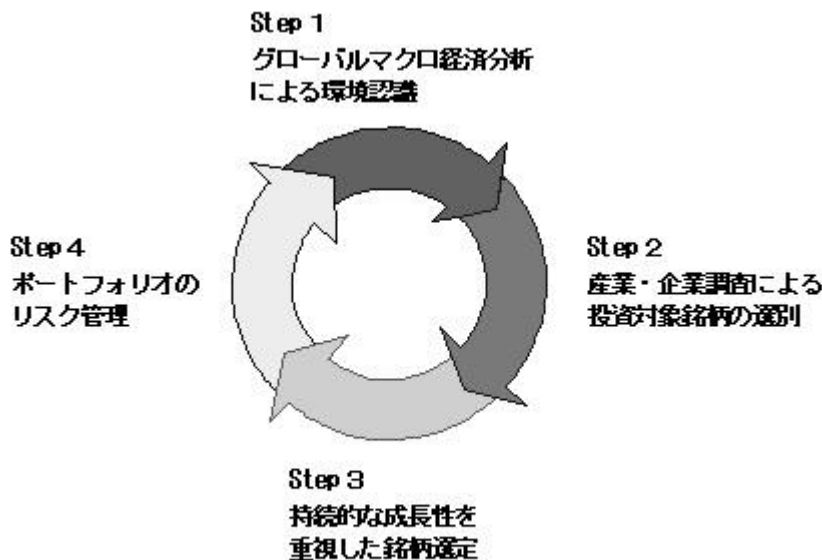 Step 1
グローバルマクロ経済分析
による環境認識
Step 2
産業・企業調査による
投資対象銘柄の選別
Step 3
持続的な成長性を
重視した銘柄選定
Step 4
ポートフォリオの
リスク管理